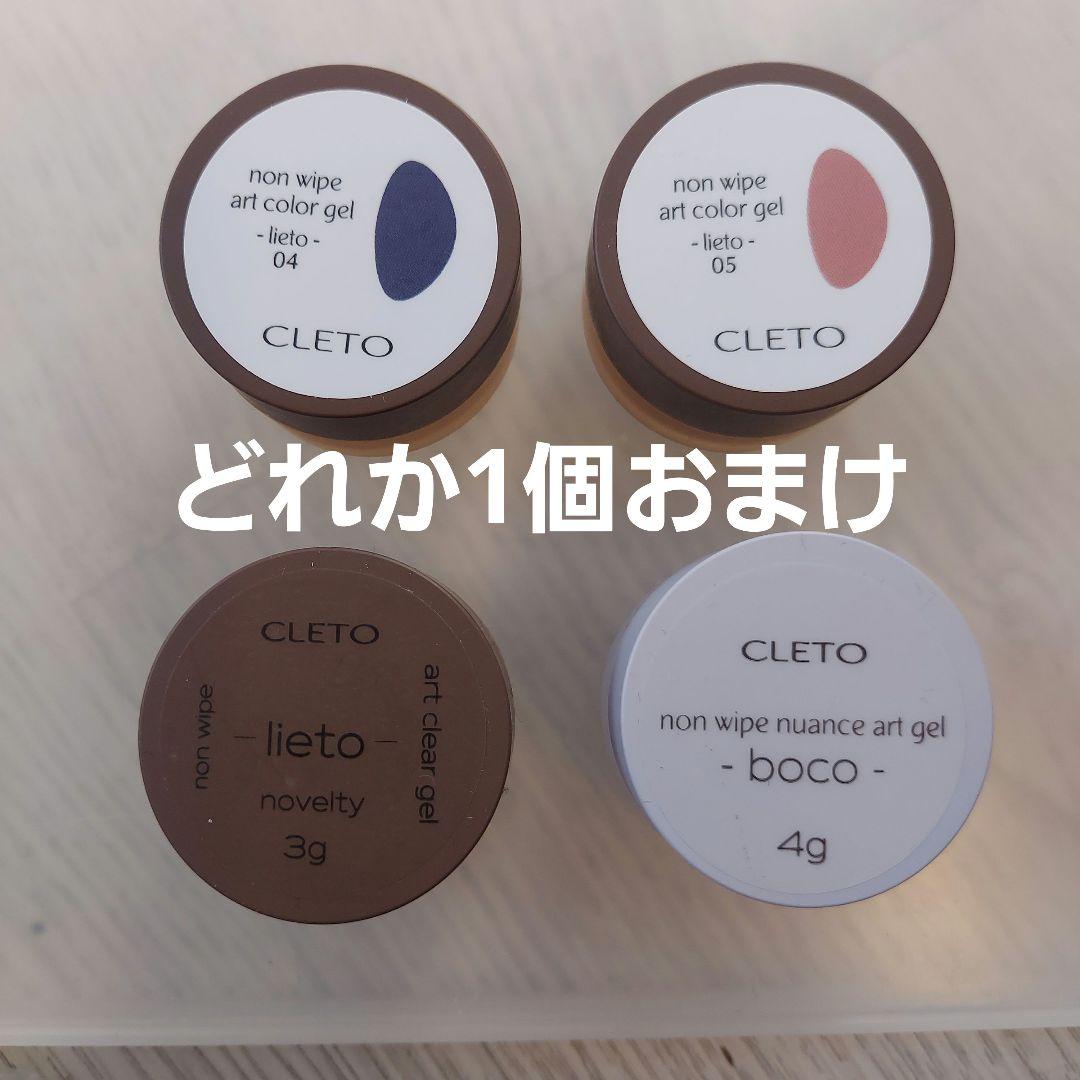 non wipe
art color gel
- lieto -
04
CLETO
non wipe
art color gel
- lieto -
05
CLETO
どれか1個おまけ
CLETO
non wipe
- lieto -
art clear gel
novelty
3g
CLETO
non wipe nuance art gel
- boco -
4g